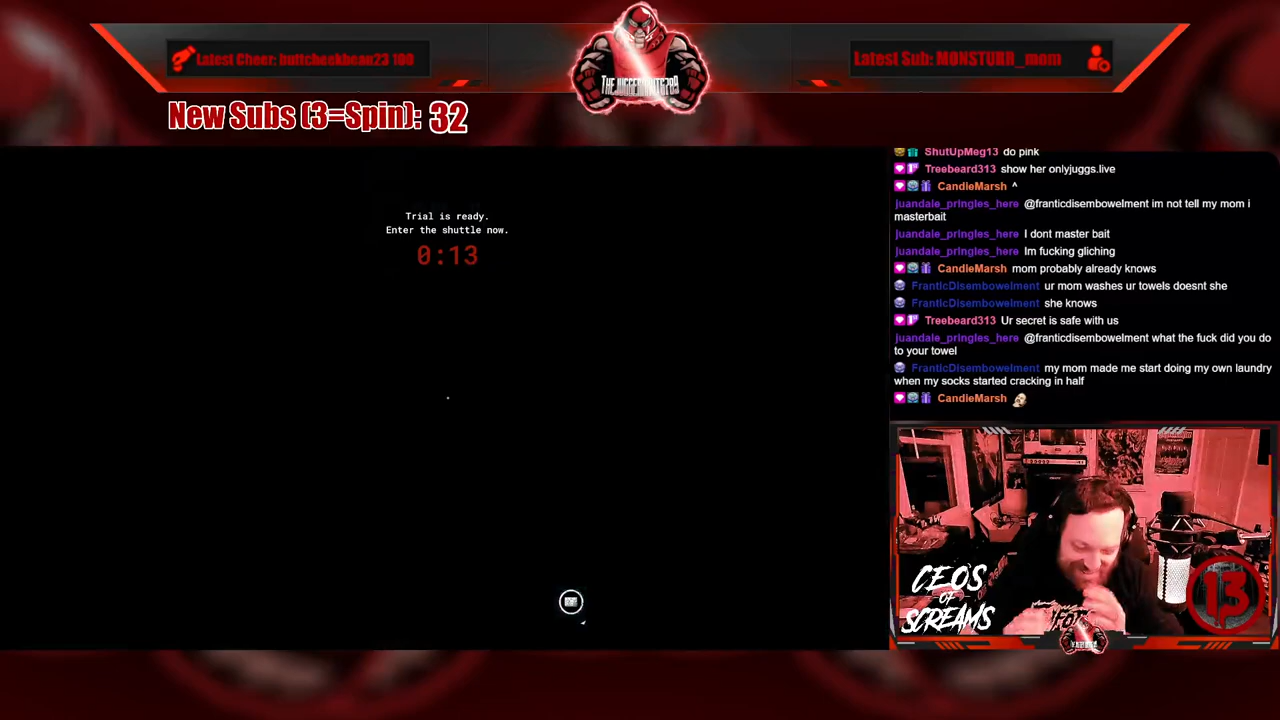 Latest Cheer: buttcheekbean23 100
THEJUGGERNAUT6789
Latest Sub: MONSTURR_mom
New Subs (3=Spin): 32
Trial is ready.
Enter the shuttle now.
0:13
ShutUpMeg13 do pink
Treebeard313 show her onlyjuggs.live
CandieMarsh ^
juandale_pringles_here @franticdisembowelment im not tell my mom i
masterbait
juandale_pringles_here I dont master bait
juandale_pringles_here Im fucking gliching
CandieMarsh mom probably already knows
FranticDisembowelment ur mom washes ur towels doesnt she
FranticDisembowelment she knows
Treebeard313 Ur secret is safe with us
juandale_pringles_here @franticdisembowelment what the fuck did you do
to your towel
FranticDisembowelment my mom made me start doing my own laundry
when my socks started cracking in half
CandieMarsh
CEOS
OF
SCREAMS
13